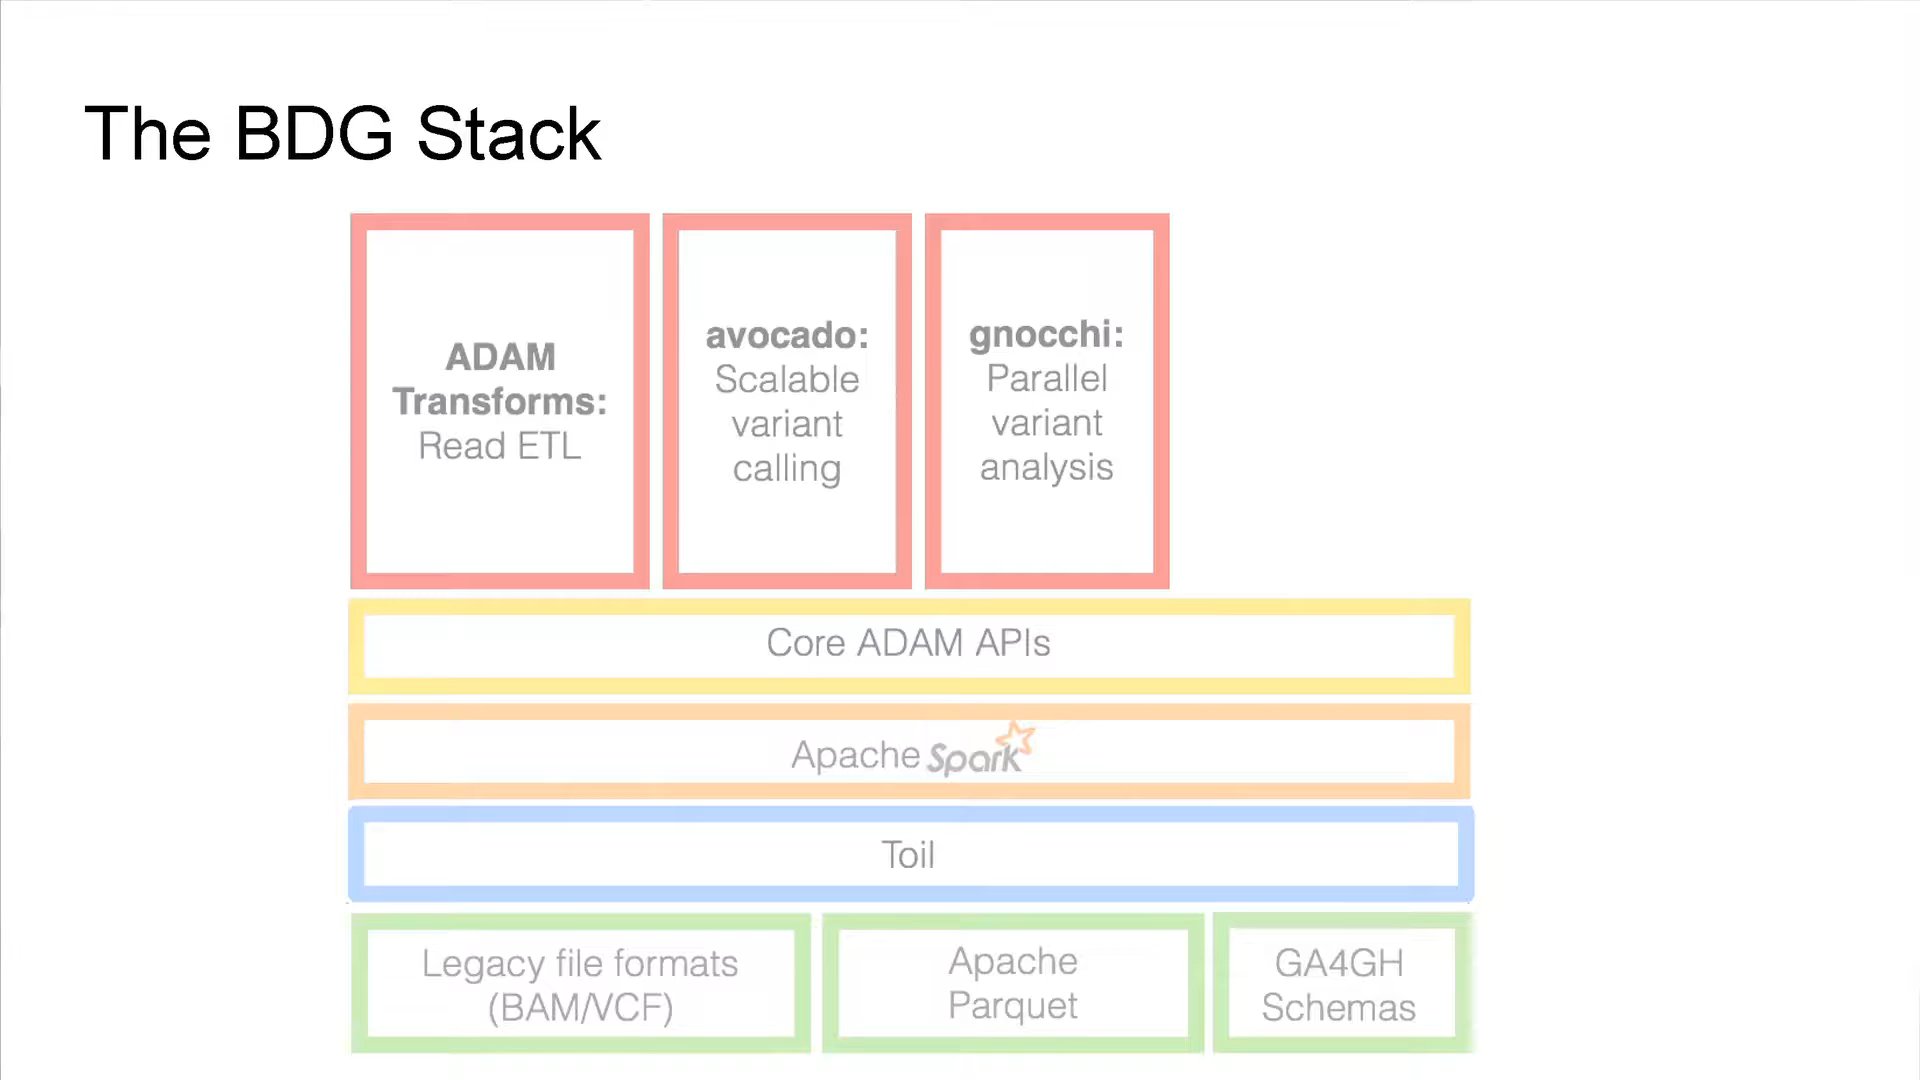 The BDG Stack
ADAM
Transforms:
Read ETL
avocado:
Scalable
variant
calling
gnocchi:
Parallel
variant
analysis
Core ADAM APIs
Apache Spark
Toil
Legacy file formats
(BAM/VCF)
Apache
Parquet
GA4GH
Schemas